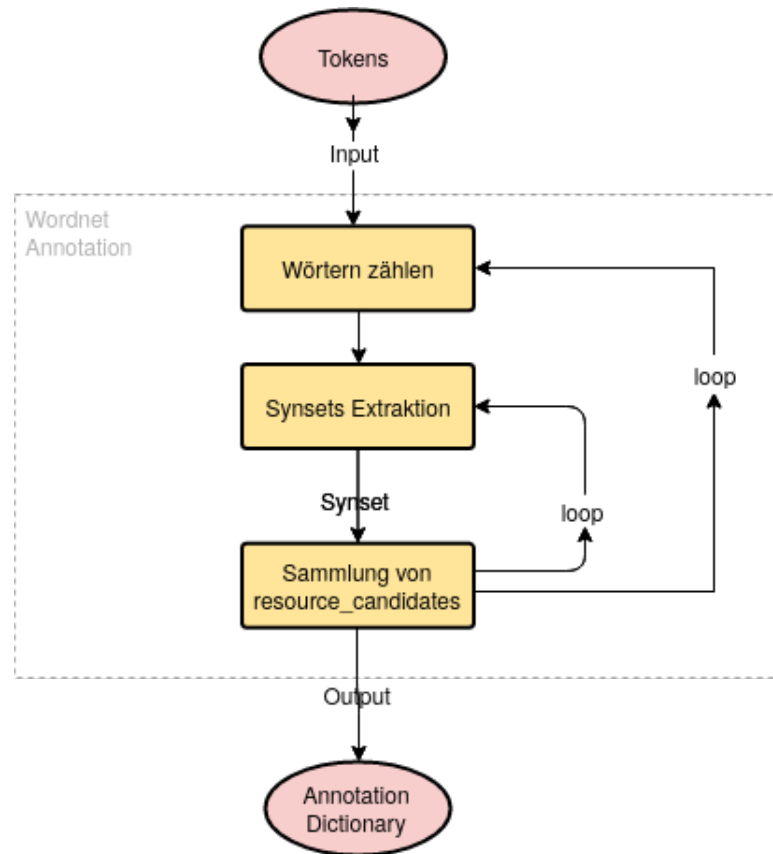 Tokens
Input
Wordnet
Annotation
Wörtern zählen
loop
Synsets Extraktion
Synset
loop
Sammlung von
resource_candidates
Output
Annotation
Dictionary